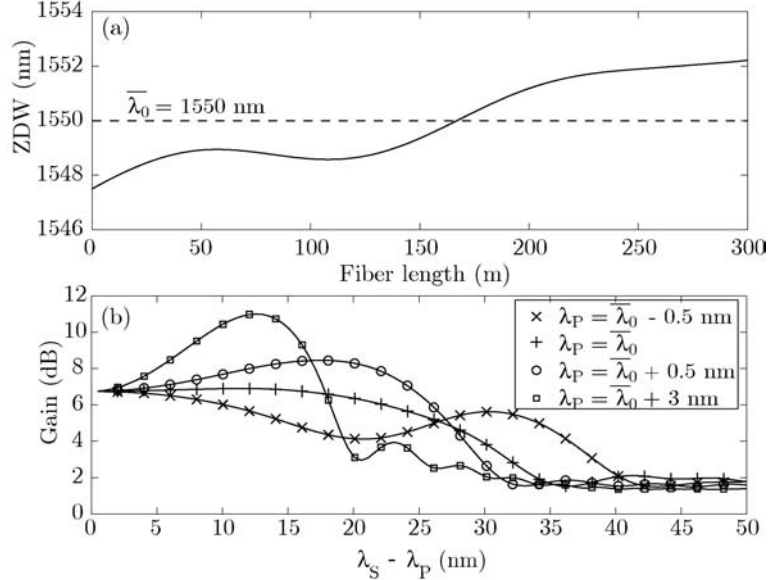 1554
(a)
1552
λ̅₀ = 1550 nm
1550
1548
1546
ZDW (nm)
0 50 100 150 200 250 300
Fiber length (m)
12
(b)
10
8
6
4
2
0
Gain (dB)
λP = λ̅₀ - 0.5 nm
λP = λ̅₀
λP = λ̅₀ + 0.5 nm
λP = λ̅₀ + 3 nm
0 5 10 15 20 25 30 35 40 45 50
λS - λP (nm)